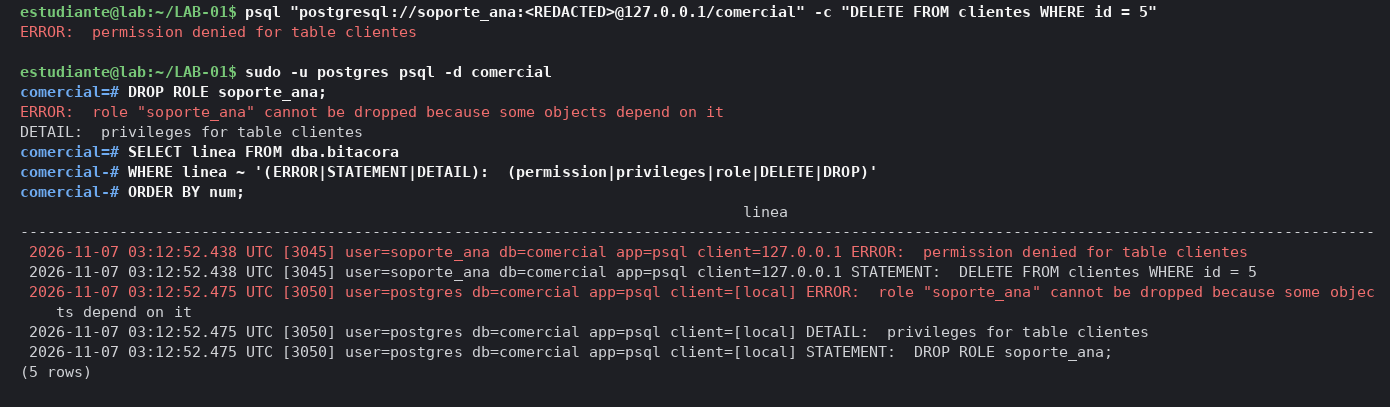 estudiante@lab:~/LAB-01$ psql "postgresql://soporte_ana:<REDACTED>@127.0.0.1/comercial" -c "DELETE FROM clientes WHERE id = 5"
ERROR:  permission denied for table clientes
estudiante@lab:~/LAB-01$ sudo -u postgres psql -d comercial
comercial=# DROP ROLE soporte_ana;
ERROR:  role "soporte_ana" cannot be dropped because some objects depend on it
DETAIL:  privileges for table clientes
comercial=# SELECT linea FROM dba.bitacora
comercial-# WHERE linea ~ '(ERROR|STATEMENT|DETAIL):  (permission|privileges|role|DELETE|DROP)'
comercial-# ORDER BY num;
linea
------------------------------------------------------------------------------------------------------------------------------------------------------
2026-11-07 03:12:52.438 UTC [3045] user=soporte_ana db=comercial app=psql client=127.0.0.1 ERROR:  permission denied for table clientes
2026-11-07 03:12:52.438 UTC [3045] user=soporte_ana db=comercial app=psql client=127.0.0.1 STATEMENT:  DELETE FROM clientes WHERE id = 5
2026-11-07 03:12:52.475 UTC [3050] user=postgres db=comercial app=psql client=[local] ERROR:  role "soporte_ana" cannot be dropped because some objec
ts depend on it
2026-11-07 03:12:52.475 UTC [3050] user=postgres db=comercial app=psql client=[local] DETAIL:  privileges for table clientes
2026-11-07 03:12:52.475 UTC [3050] user=postgres db=comercial app=psql client=[local] STATEMENT:  DROP ROLE soporte_ana;
(5 rows)